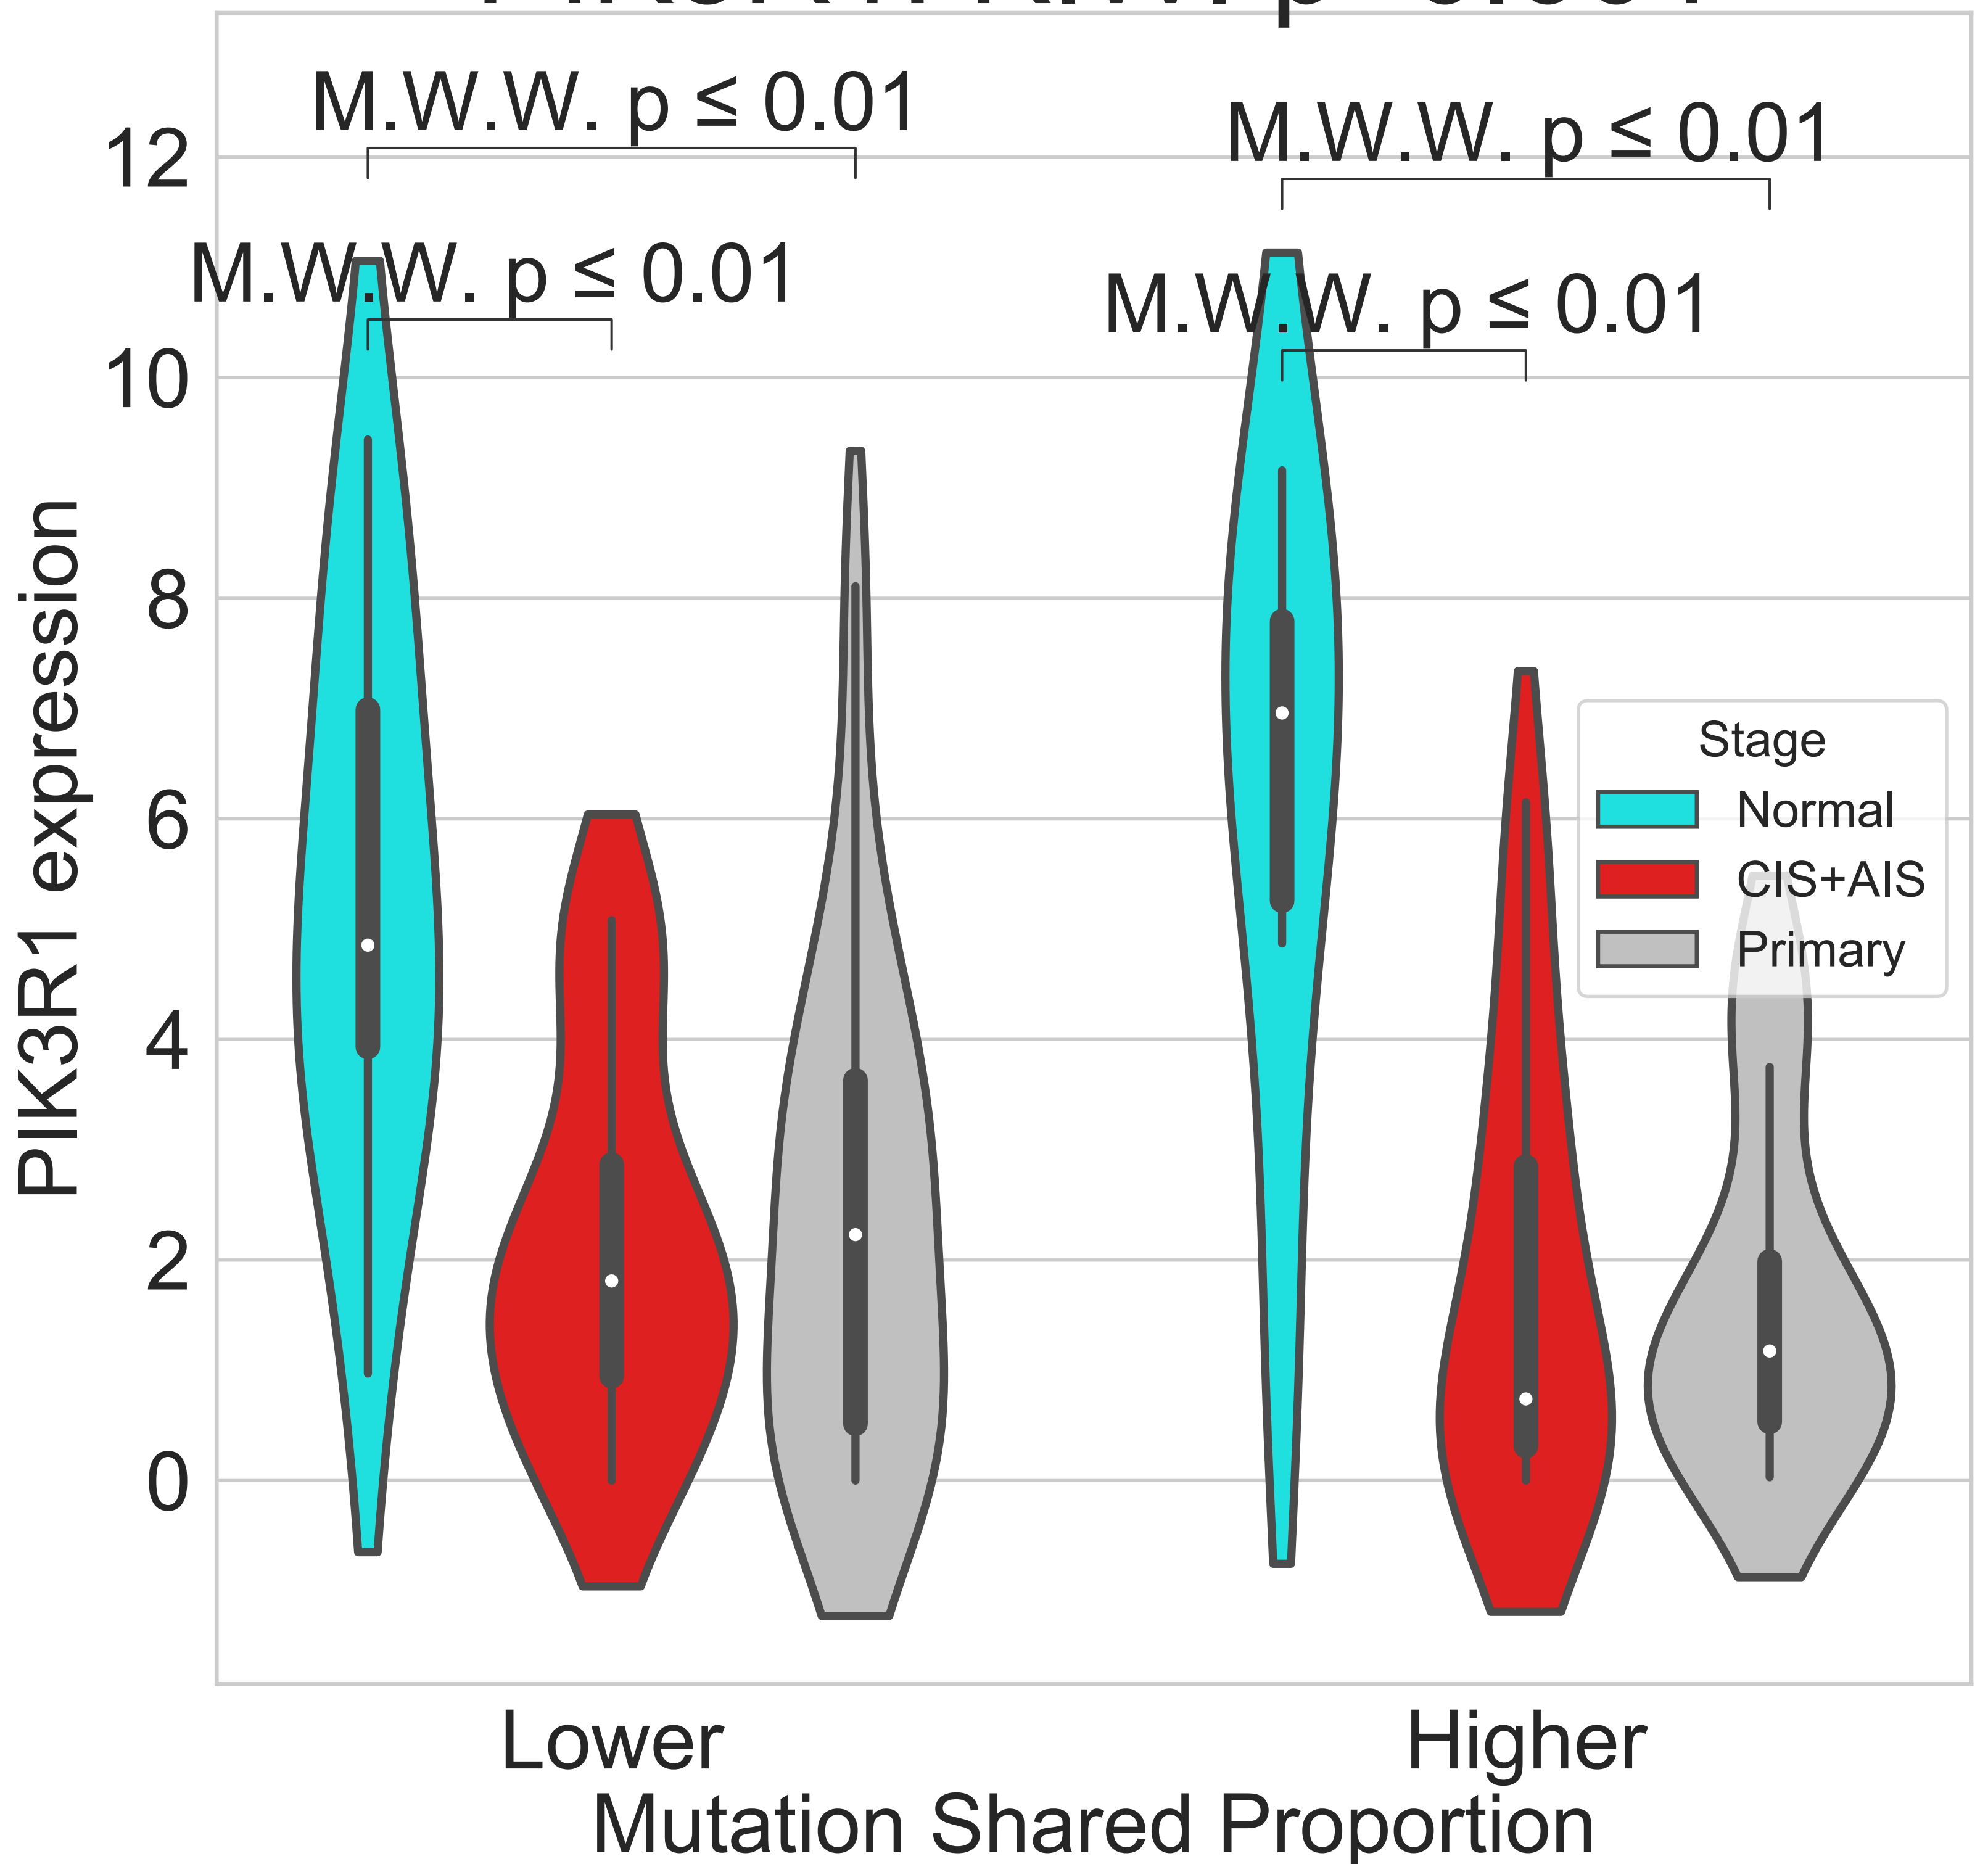 M.W.W. p ≤ 0.01
M.W.W. p ≤ 0.01
M.W.W. p ≤ 0.01
M.W.W. p ≤ 0.01
12
10
8
6
4
2
0
PIK3R1 expression
Stage
Normal
CIS+AIS
Primary
Lower
Higher
Mutation Shared Proportion